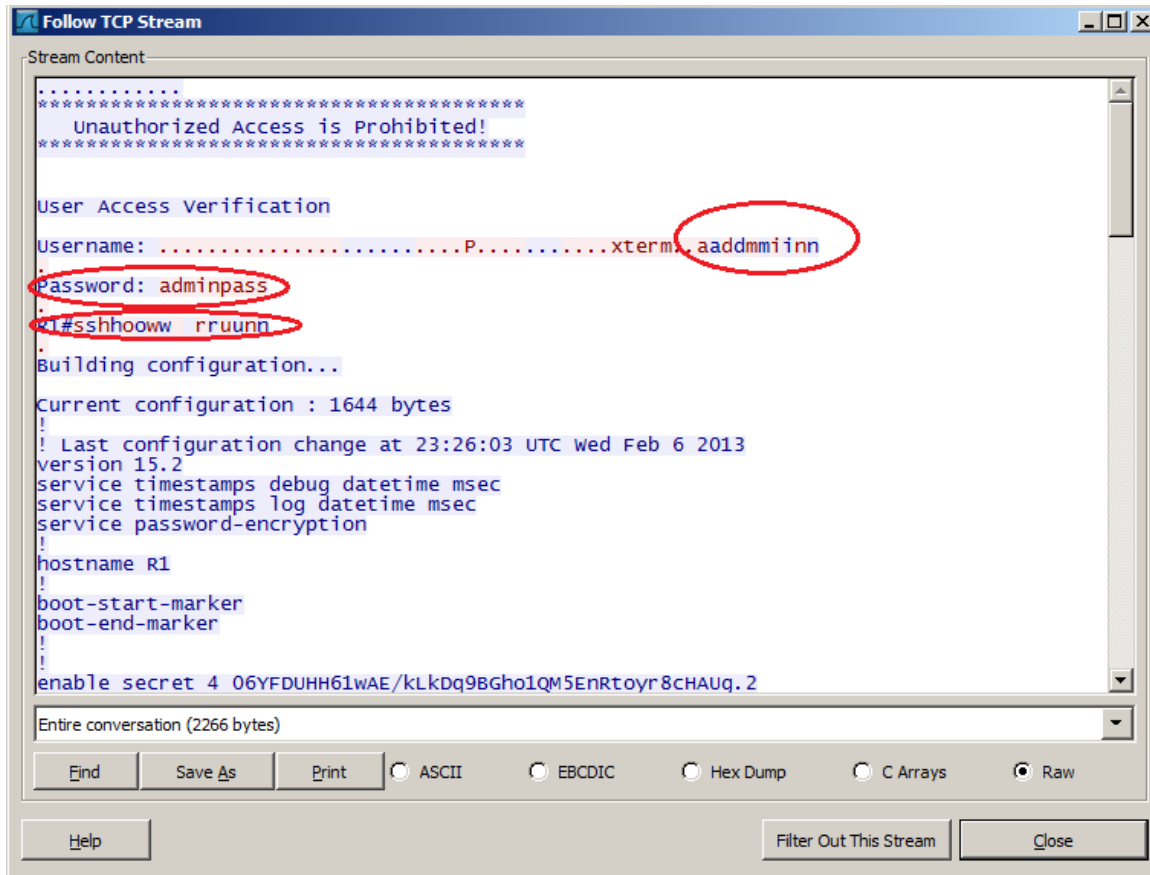 Follow TCP Stream
Stream Content
............
****************************************
Unauthorized Access is Prohibited!
****************************************
User Access Verification
Username: .........................P....... ....xterm..aaddmmiinn
.
Password: adminpass
.
R1#sshhooww  rruunn
.
Building configuration...
Current configuration : 1644 bytes
!
! Last configuration change at 23:26:03 UTC Wed Feb 6 2013
version 15.2
service timestamps debug datetime msec
service timestamps log datetime msec
service password-encryption
!
hostname R1
!
boot-start-marker
boot-end-marker
!
!
enable secret 4 06YFDUHH61wAE/kLkDq9BGho1QM5EnRtoyr8cHAUg.2
Entire conversation (2266 bytes)
Find Save As Print ASCII EBCDIC Hex Dump C Arrays Raw
Help Filter Out This Stream Close